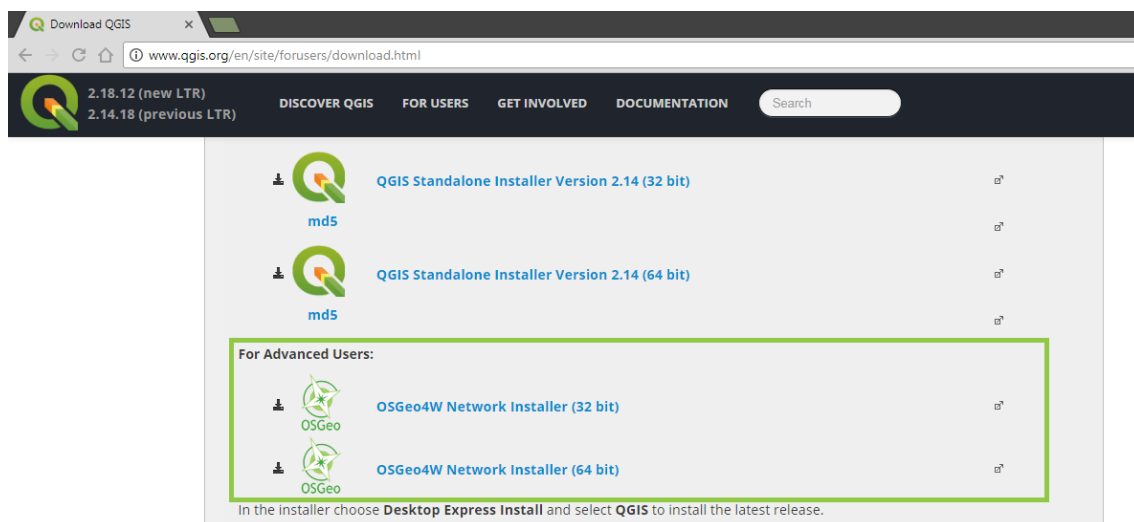 Download QGIS
www.qgis.org/en/site/forusers/download.html
2.18.12 (new LTR)
2.14.18 (previous LTR)
DISCOVER QGIS FOR USERS GET INVOLVED DOCUMENTATION Search
QGIS Standalone Installer Version 2.14 (32 bit)
md5
QGIS Standalone Installer Version 2.14 (64 bit)
md5
For Advanced Users:
OSGeo4W Network Installer (32 bit)
OSGeo
OSGeo4W Network Installer (64 bit)
OSGeo
In the installer choose Desktop Express Install and select QGIS to install the latest release.